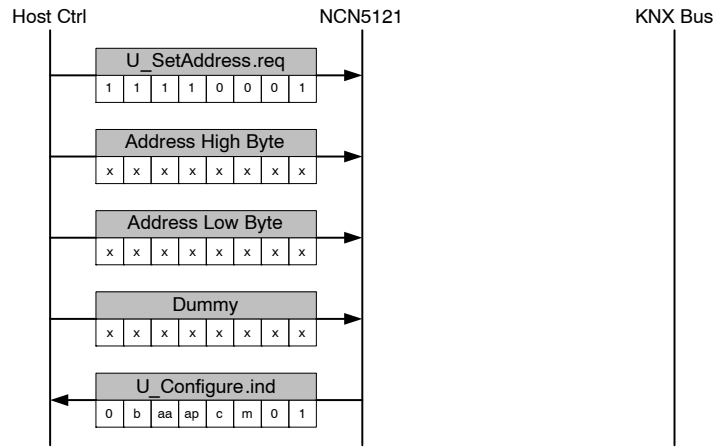 Host Ctrl NCN5121 KNX Bus
U_SetAddress.req
1 1 1 1 0 0 0 1
Address High Byte
x x x x x x x x
Address Low Byte
x x x x x x x x
Dummy
x x x x x x x x
U_Configure.ind
0 b aa ap c m 0 1